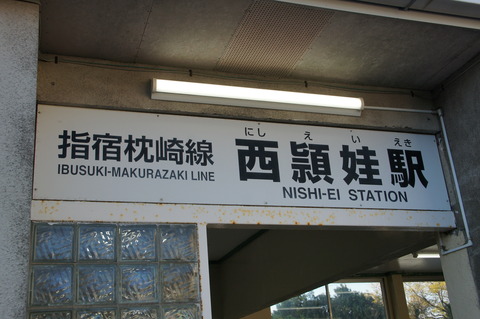 指宿枕崎線
IBUSUKI-MAKURAZAKI LINE
にし え い えき
西頴娃駅
NISHI-EI STATION